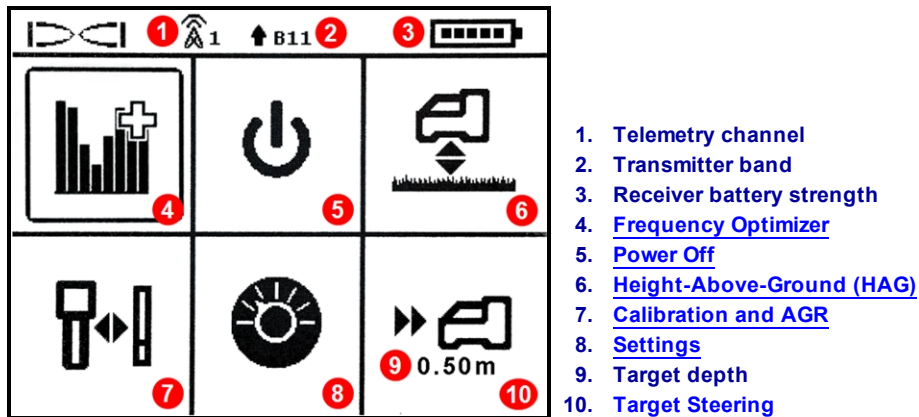 1 1 B11 2 3
4 5 6
9 0.50m
7 8 10
1. Telemetry channel
2. Transmitter band
3. Receiver battery strength
4. Frequency Optimizer
5. Power Off
6. Height-Above-Ground (HAG)
7. Calibration and AGR
8. Settings
9. Target depth
10. Target Steering